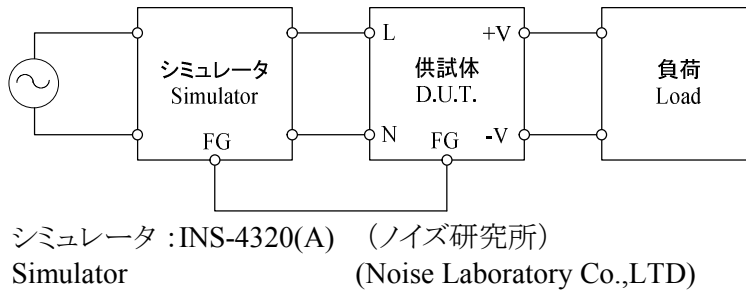 シミュレータ
Simulator
FG
L
N
供試体
D.U.T.
+V
-V
FG
負荷
Load
シミュレータ :INS-4320(A) (ノイズ研究所)
Simulator (Noise Laboratory Co.,LTD)